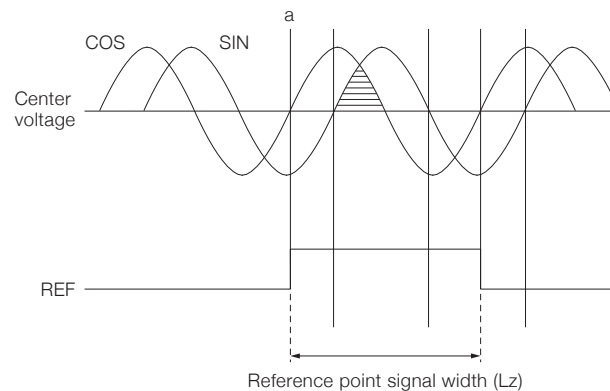 a
COS
SIN
Center
voltage
REF
Reference point signal width (Lz)